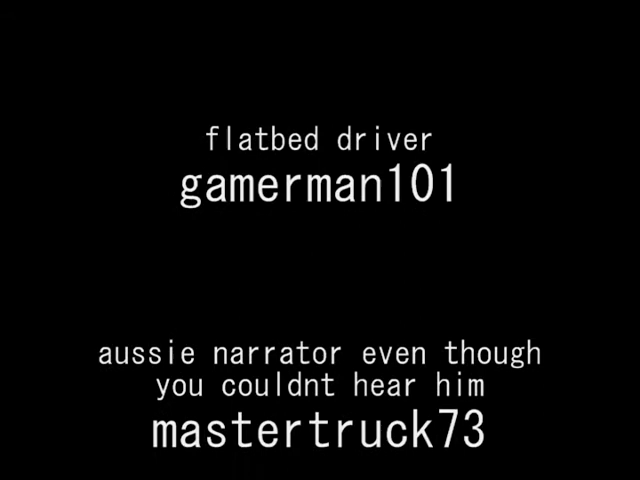 flatbed driver
gamerman101
aussie narrator even though
you couldnt hear him
mastertruck73